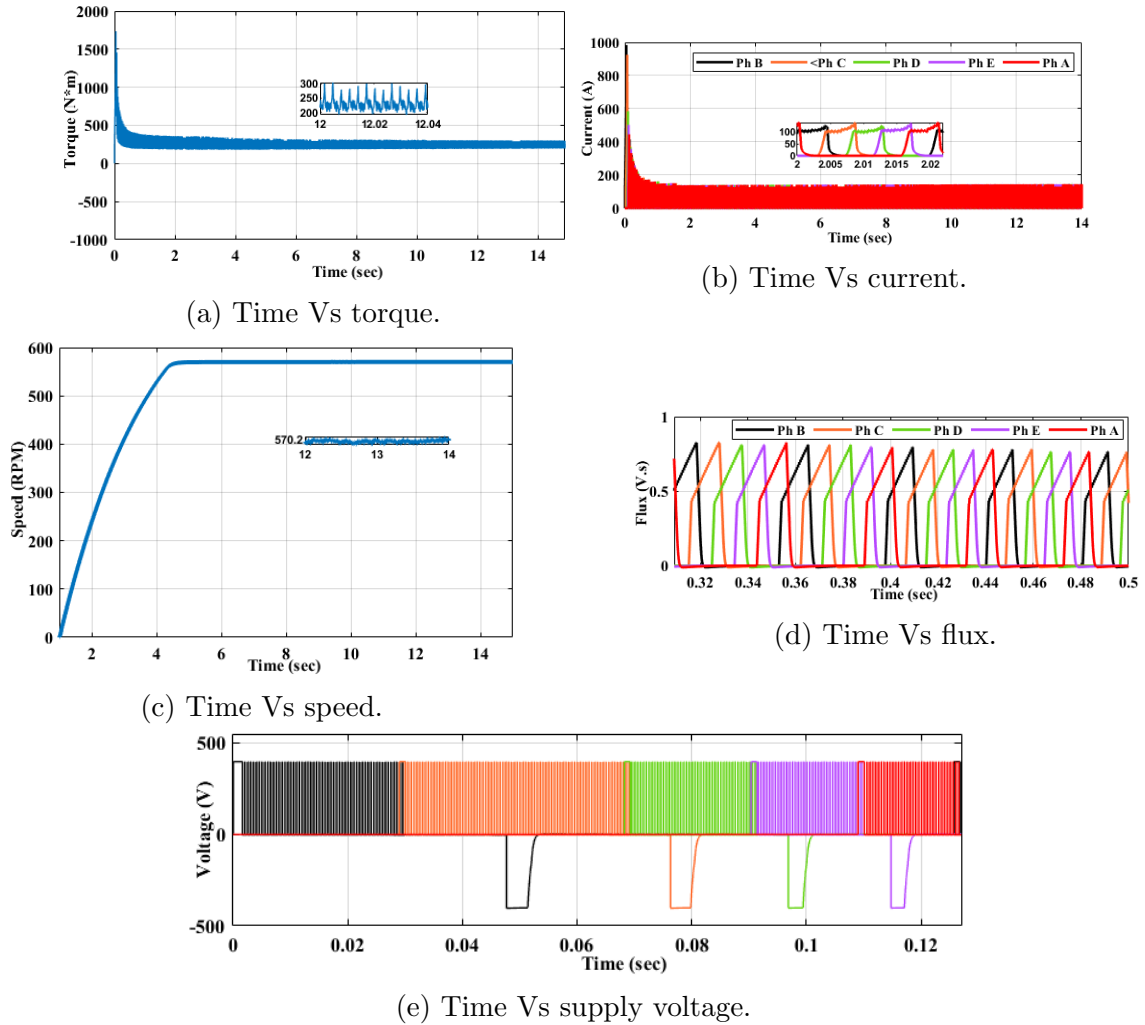 2000
1500
1000
500
0
-500
-1000
Torque (N*m)
300
250
200
12 12.02 12.04
0 2 4 6 8 10 12 14
Time (sec)
(a) Time Vs torque.
1000
800
600
400
200
0
Current (A)
Ph B <Ph C Ph D Ph E Ph A
100
50
0
2 2.005 2.01 2.015 2.02
0 2 4 6 8 10 12 14
Time (sec)
(b) Time Vs current.
600
500
400
300
200
100
0
Speed (RPM)
570.2
12 13 14
2 4 6 8 10 12 14
Time (sec)
(c) Time Vs speed.
1
0.5
0
Flux (V.s)
Ph B Ph C Ph D Ph E Ph A
0.32 0.34 0.36 0.38 0.4 0.42 0.44 0.46 0.48 0.5
Time (sec)
(d) Time Vs flux.
500
0
-500
Voltage (V)
0 0.02 0.04 0.06 0.08 0.1 0.12
Time (sec)
(e) Time Vs supply voltage.